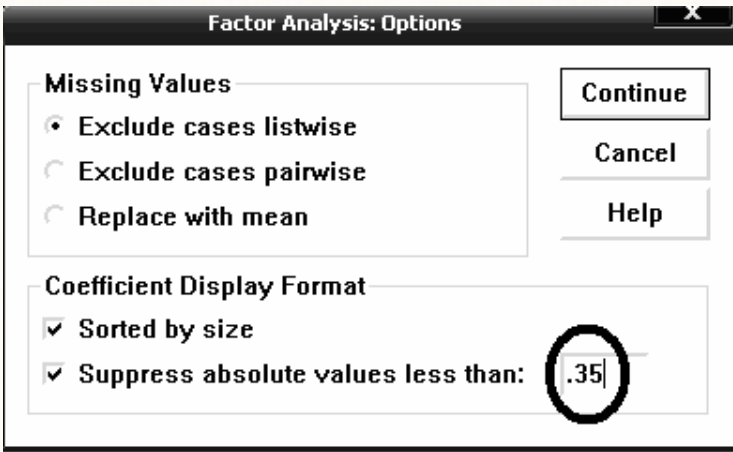 Factor Analysis: Options
X
Missing Values
Exclude cases listwise
Exclude cases pairwise
Replace with mean
Continue
Cancel
Help
Coefficient Display Format
Sorted by size
Suppress absolute values less than: .35